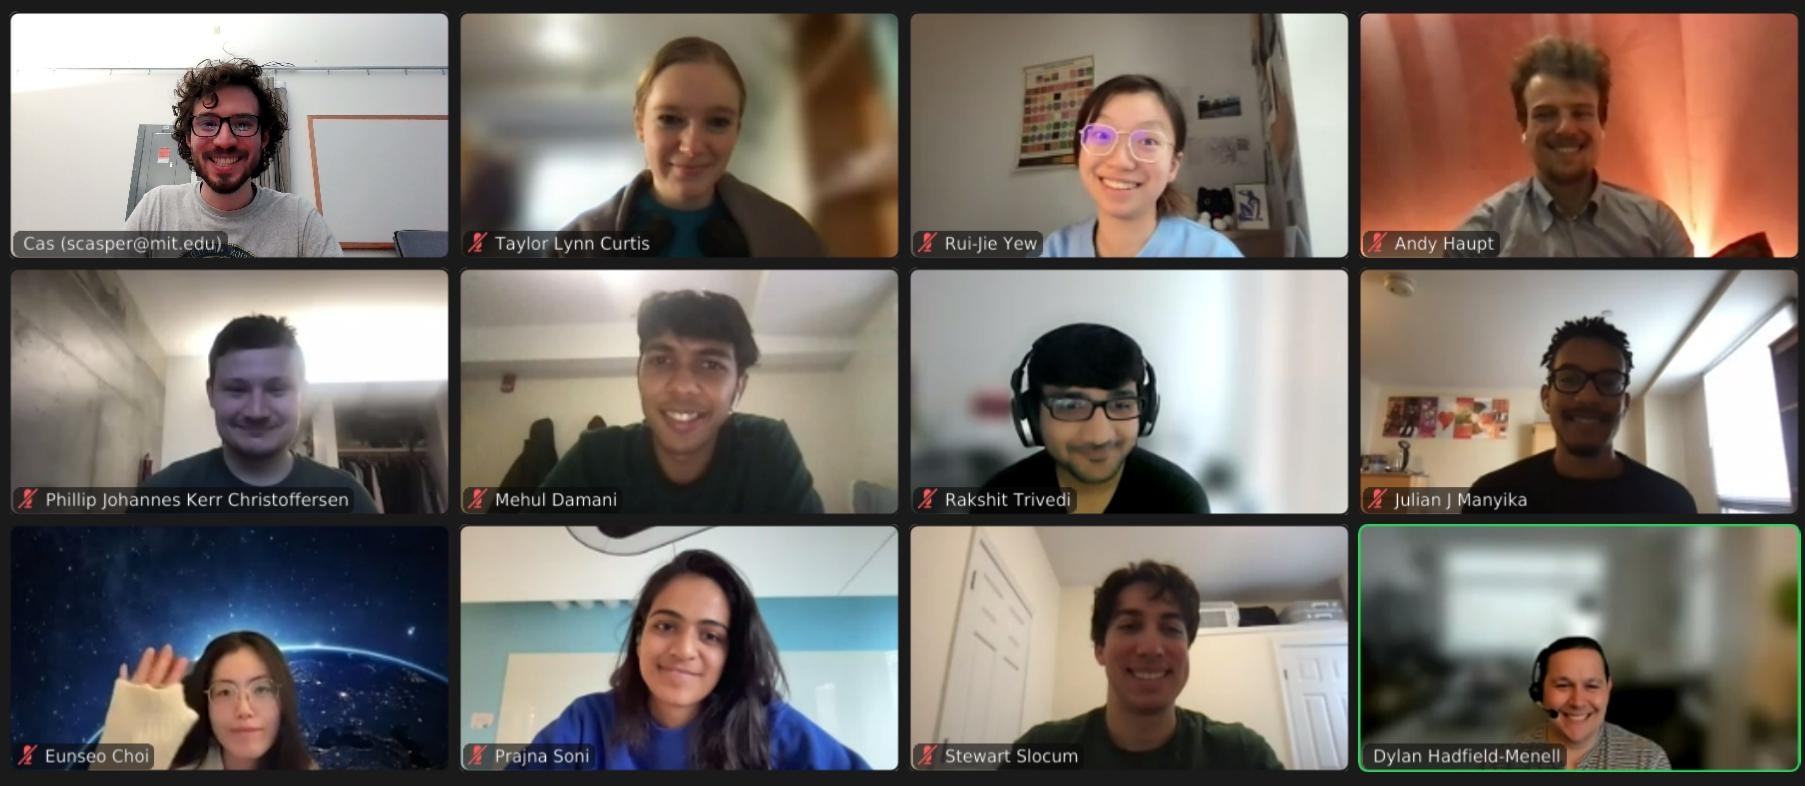 Cas (scasper@mit.edu)
Taylor Lynn Curtis
Rui-Jie Yew
Andy Haupt
Phillip Johannes Kerr Christoffersen
Mehul Damani
Rakshit Trivedi
Julian J Manyika
Eunseo Choi
Prajna Soni
Stewart Slocum
Dylan Hadfield-Menell